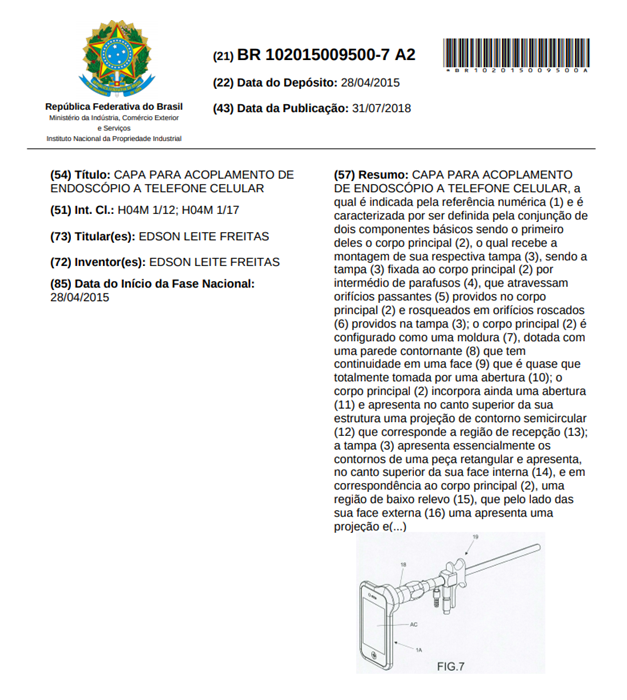 República Federativa do Brasil
Ministério da Indústria, Comércio Exterior
e Serviços
Instituto Nacional da Propriedade Industrial
(21) BR 102015009500-7 A2
(22) Data do Depósito: 28/04/2015
(43) Data da Publicação: 31/07/2018
*BR102015009500A
(54) Título: CAPA PARA ACOPLAMENTO DE
ENDOSCÓPIO A TELEFONE CELULAR
(51) Int. Cl.: H04M 1/12; H04M 1/17
(73) Titular(es): EDSON LEITE FREITAS
(72) Inventor(es): EDSON LEITE FREITAS
(85) Data do Início da Fase Nacional:
28/04/2015
(57) Resumo: CAPA PARA ACOPLAMENTO
DE ENDOSCÓPIO A TELEFONE CELULAR, a
qual é indicada pela referência numérica (1) e é
caracterizada por ser definida pela conjunção de
dois componentes básicos sendo o primeiro
deles o corpo principal (2), o qual recebe a
montagem de sua respectiva tampa (3), sendo a
tampa (3) fixada ao corpo principal (2) por
intermédio de parafusos (4), que atravessam
orifícios passantes (5) providos no corpo
principal (2) e rosqueados em orifícios roscados
(6) providos na tampa (3); o corpo principal (2) é
configurado como uma moldura (7), dotada com
uma parede contornante (8) que tem
continuidade em uma face (9) que é quase que
totalmente tomada por uma abertura (10); o
corpo principal (2) incorpora ainda uma abertura
(11) e apresenta no canto superior da sua
estrutura uma projeção de contorno semicircular
(12) que corresponde a região de recepção (13);
a tampa (3) apresenta essencialmente os
contornos de uma peça retangular e apresenta,
no canto superior da sua face interna (14), e em
correspondência ao corpo principal (2), uma
região de baixo relevo (15), que pelo lado das
sua face externa (16) uma apresenta uma
projeção e(...)
19
18
AC
1A
FIG.7